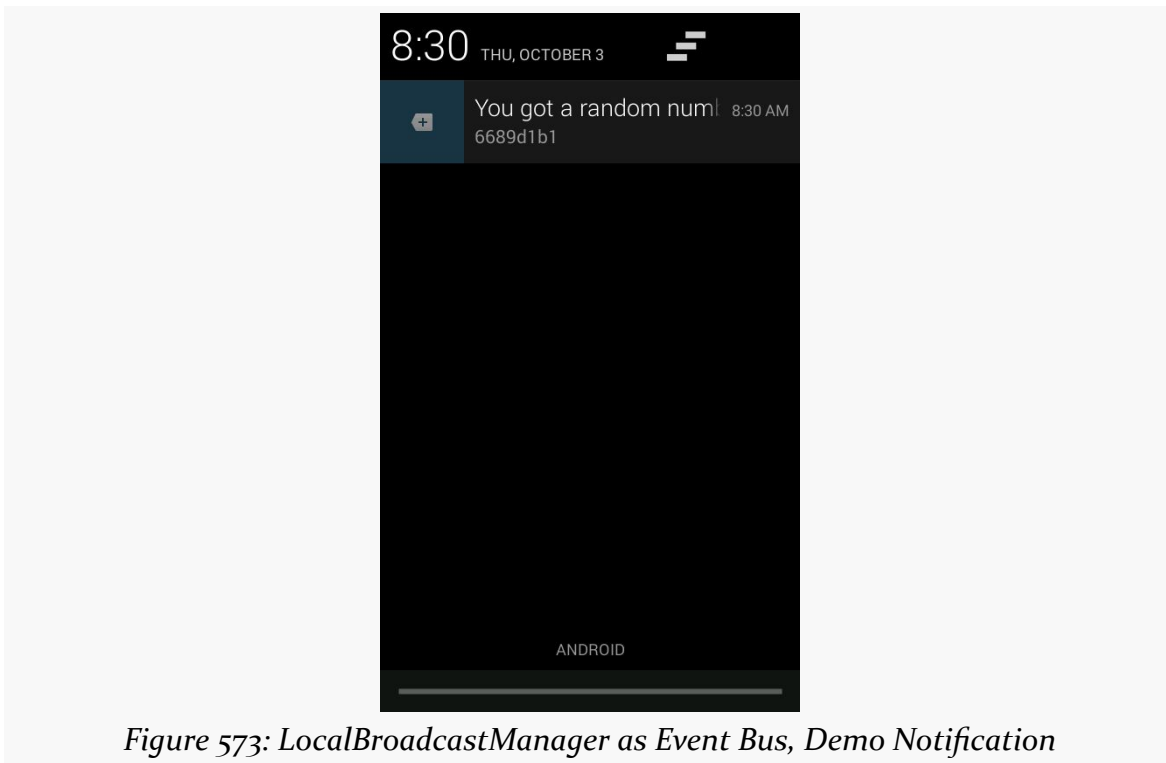 8:30 THU, OCTOBER 3
You got a random num 8:30 AM
6689d1b1
ANDROID
Figure 573: LocalBroadcastManager as Event Bus, Demo Notification